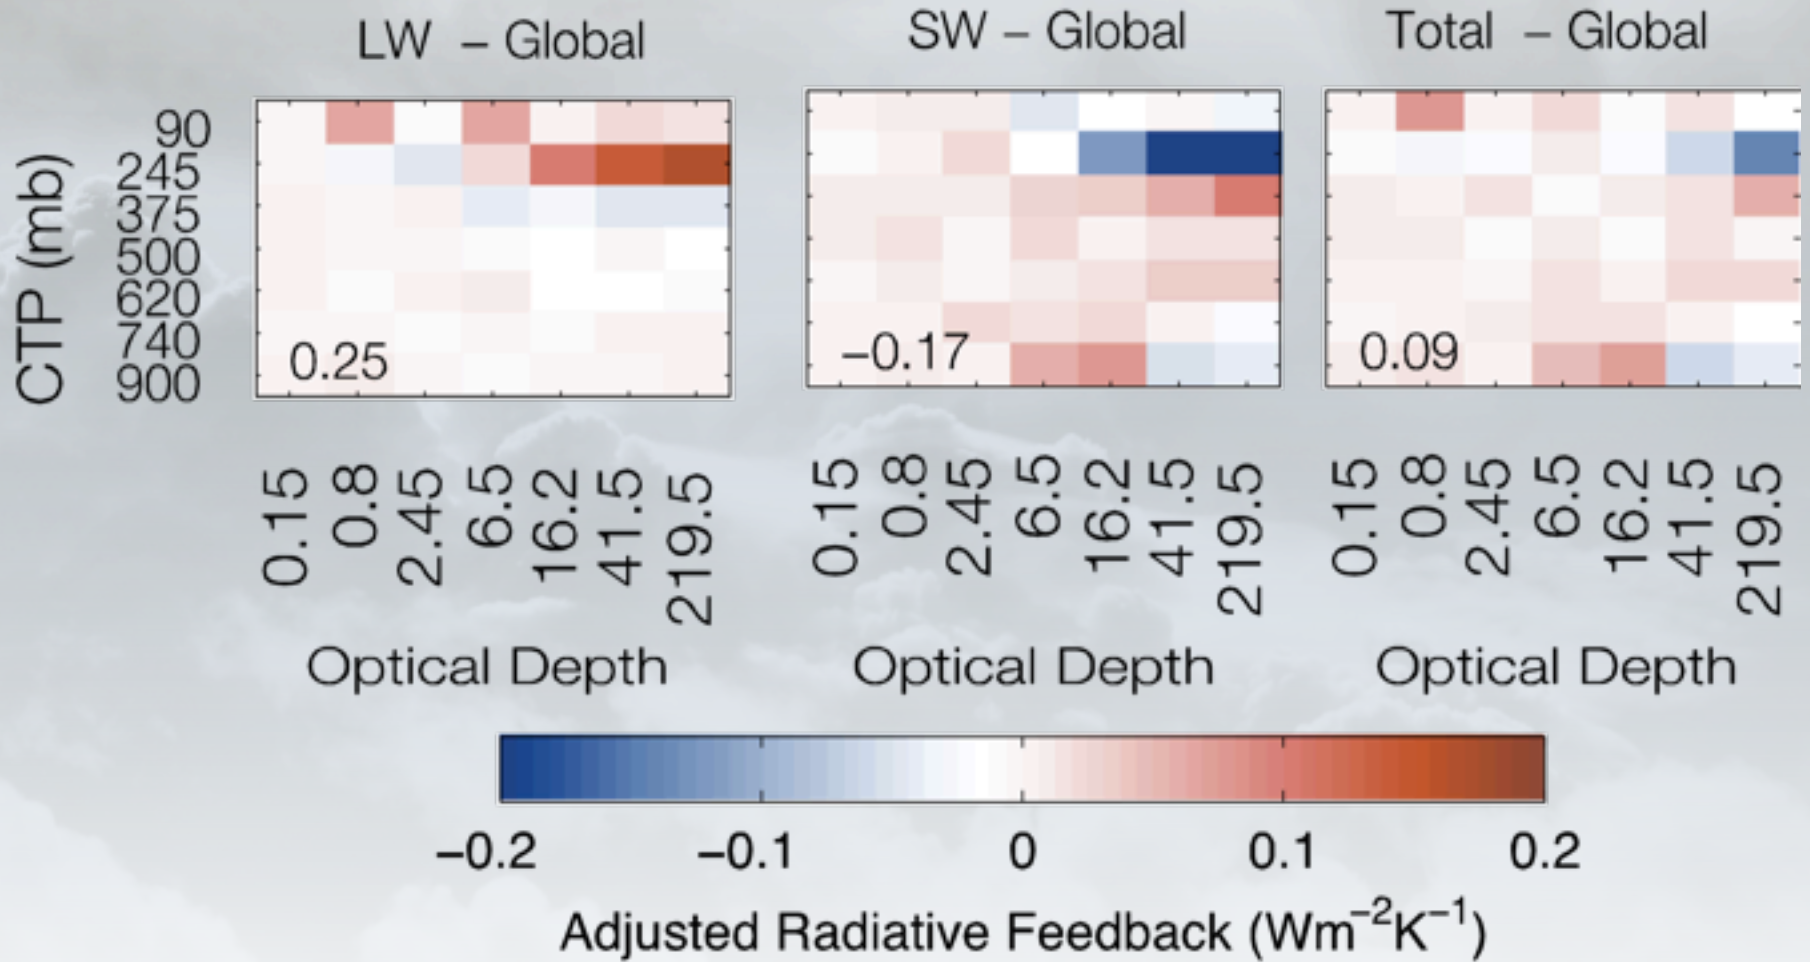 LW – Global
SW – Global
Total – Global
CTP (mb)
90
245
375
500
620
740
900
0.25
−0.17
0.09
0.15 0.8 2.45 6.5 16.2 41.5 219.5
0.15 0.8 2.45 6.5 16.2 41.5 219.5
0.15 0.8 2.45 6.5 16.2 41.5 219.5
Optical Depth
Optical Depth
Optical Depth
−0.2 −0.1 0 0.1 0.2
Adjusted Radiative Feedback (Wm⁻²K⁻¹)